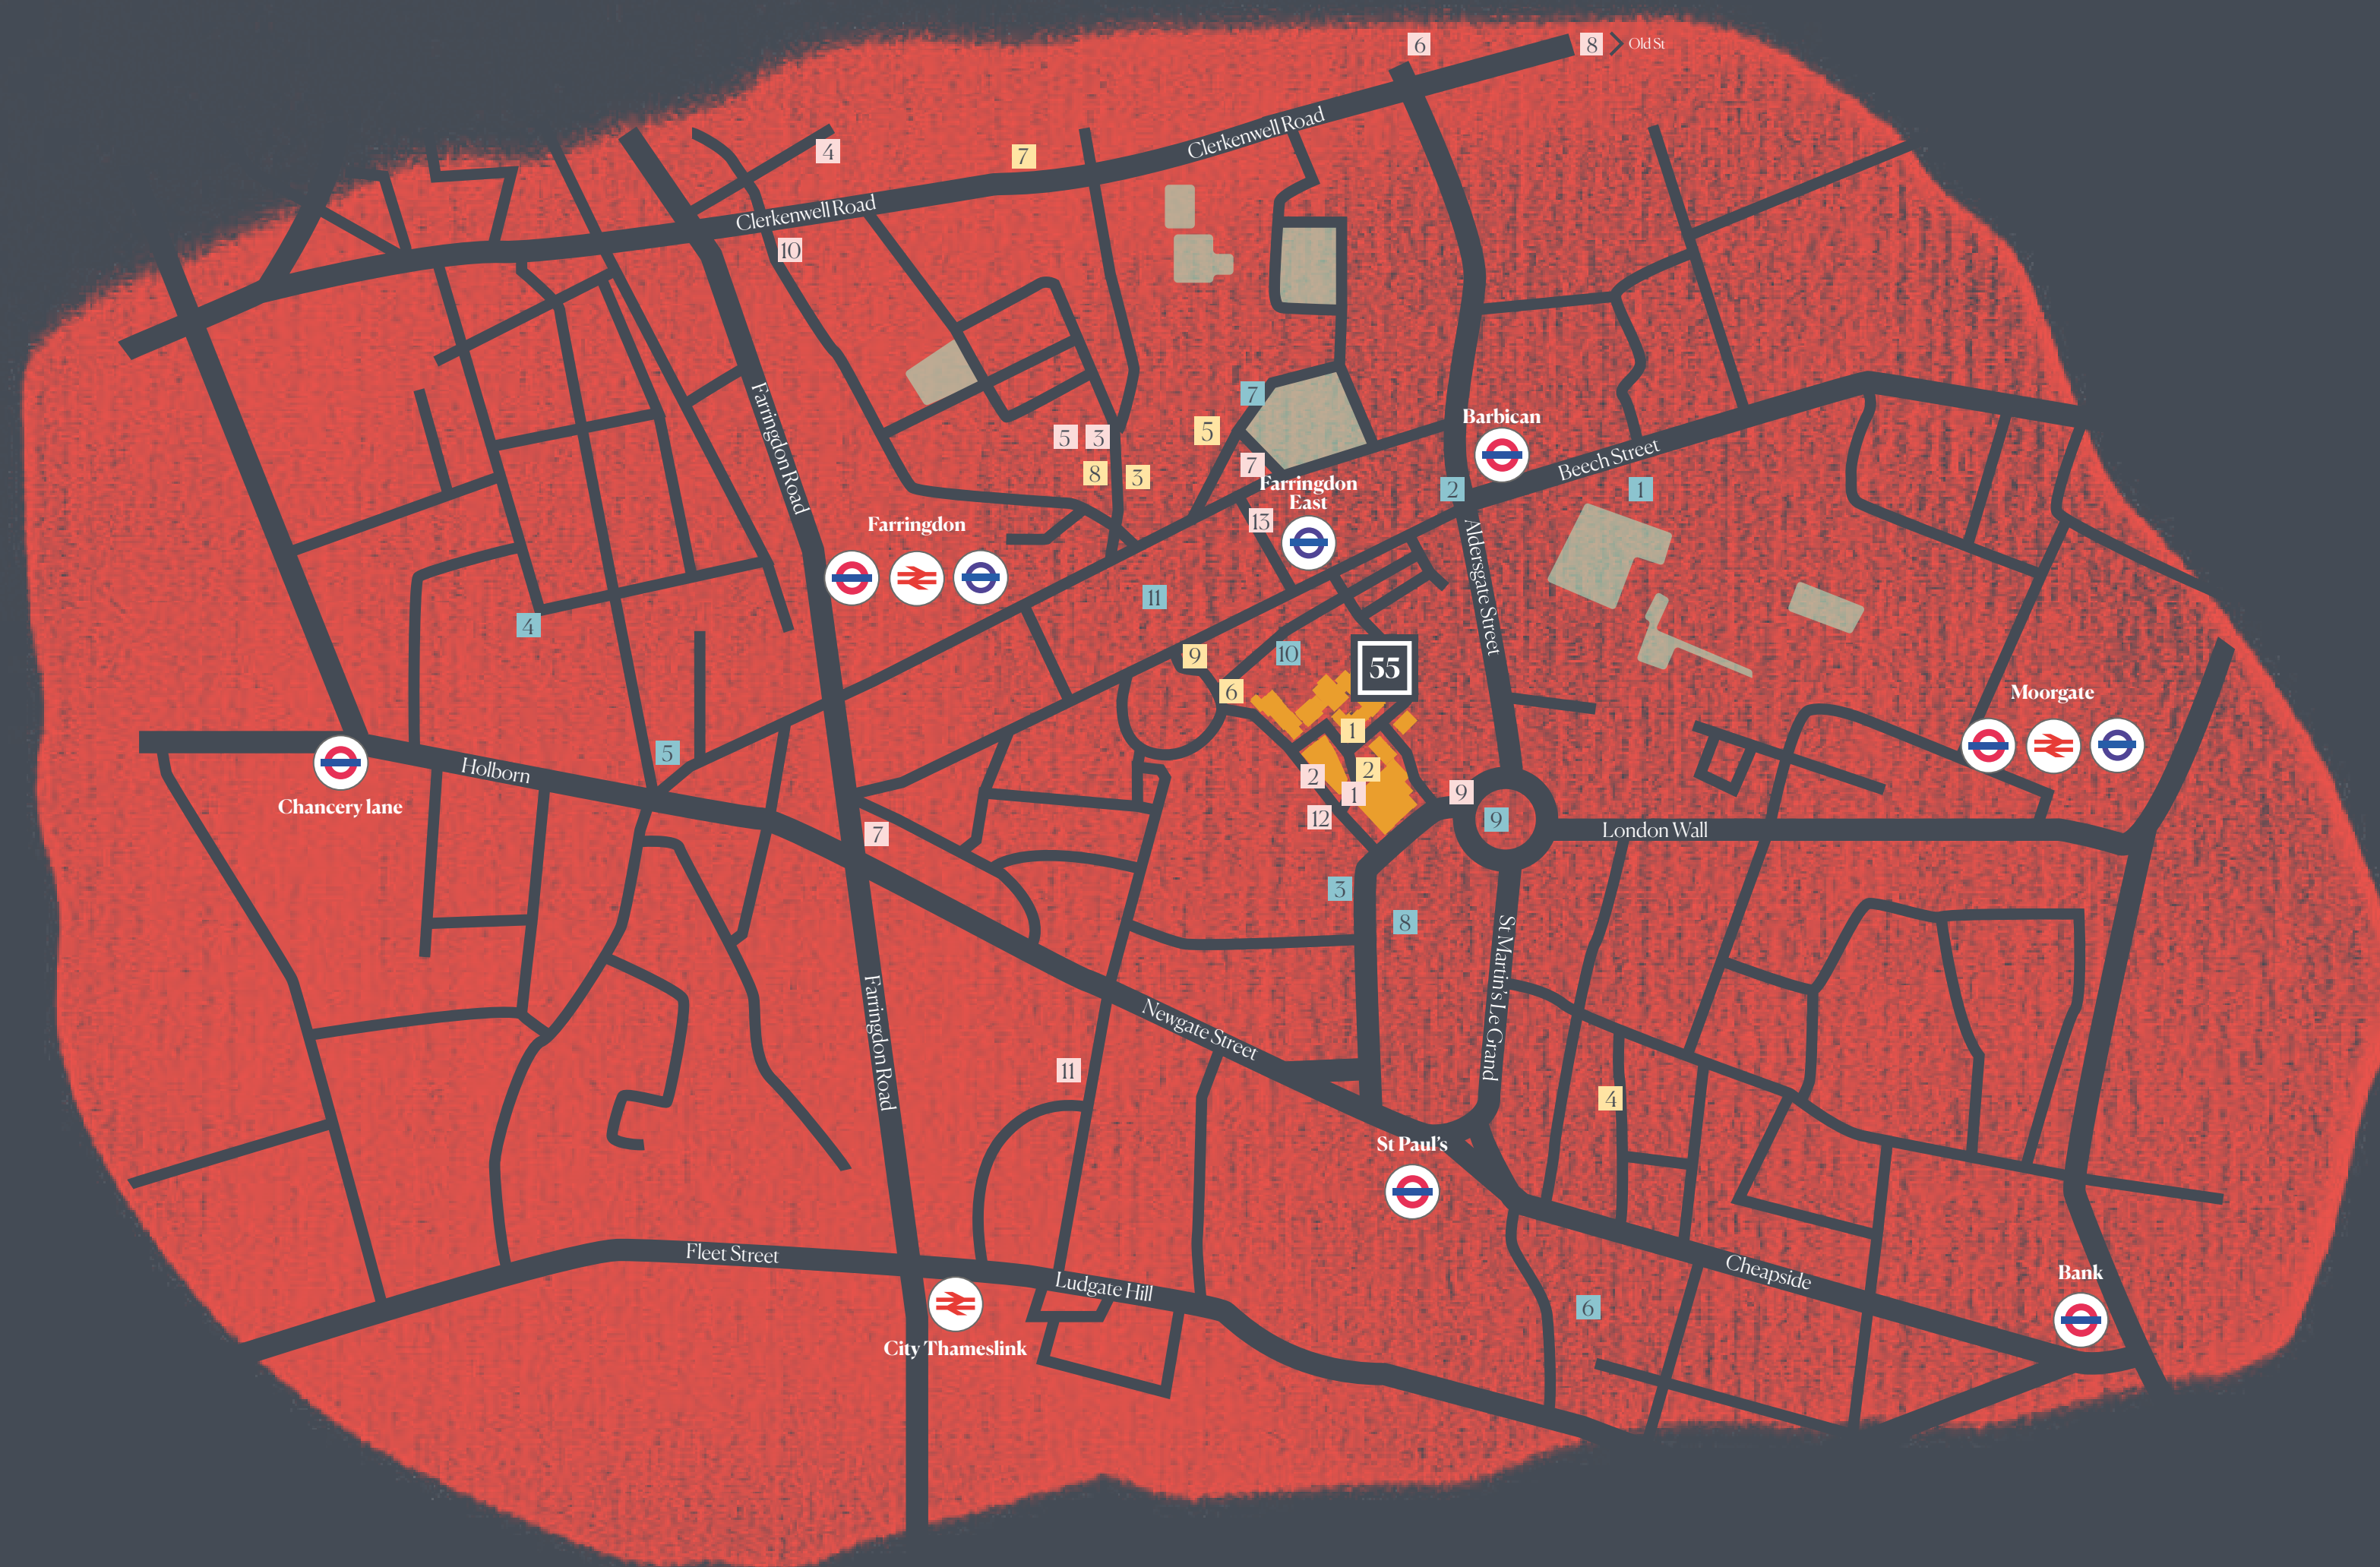 6
8
Old St
Clerkenwell Road
4
7
Clerkenwell Road
10
Farringdon Road
7
Barbican
5
3
5
7
8
3
Beech Street
Farringdon
East
2
1
13
Farringdon
Aldersgate Street
11
4
10
9
55
6
Moorgate
1
5
Holborn
2
2
1
9
Chancery lane
12
9
7
London Wall
3
8
St Martin's Le Grand
Farringdon Road
Newgate Street
11
4
St Paul's
Fleet Street
Ludgate Hill
Cheapside
Bank
6
City Thameslink